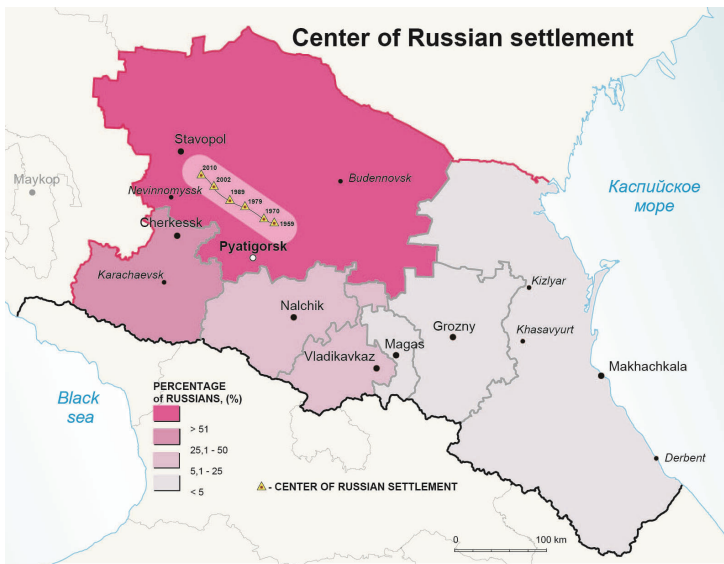 Center of Russian settlement
Stavopol
Maykop
2010
2002
1989
1979
1970
1959
Budennovsk
Nevinnomyssk
Каспийское
море
Cherkessk
Pyatigorsk
Karachaevsk
Kizlyar
Nalchik
Grozny
Khasavyurt
Magas
Vladikavkaz
Makhachkala
Black
sea
PERCENTAGE
of RUSSIANS, (%)
> 51
25,1 - 50
5,1 - 25
< 5
- CENTER OF RUSSIAN SETTLEMENT
Derbent
0 100 km